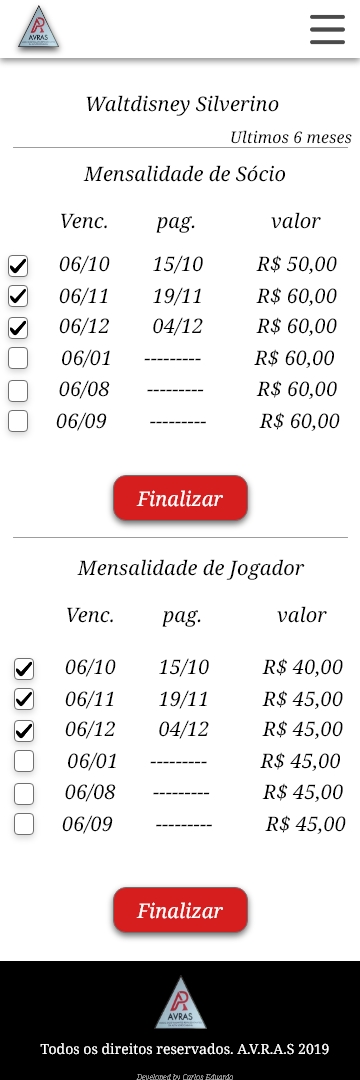 AVRAS
Waltdisney Silverino
Ultimos 6 meses
Mensalidade de Sócio
Venc. pag. valor
06/10 15/10 R$ 50,00
06/11 19/11 R$ 60,00
06/12 04/12 R$ 60,00
06/01 --------- R$ 60,00
06/08 --------- R$ 60,00
06/09 --------- R$ 60,00
Finalizar
Mensalidade de Jogador
Venc. pag. valor
06/10 15/10 R$ 40,00
06/11 19/11 R$ 45,00
06/12 04/12 R$ 45,00
06/01 --------- R$ 45,00
06/08 --------- R$ 45,00
06/09 --------- R$ 45,00
Finalizar
AVRAS
Todos os direitos reservados. A.V.R.A.S 2019
Developed by Carlos Eduardo